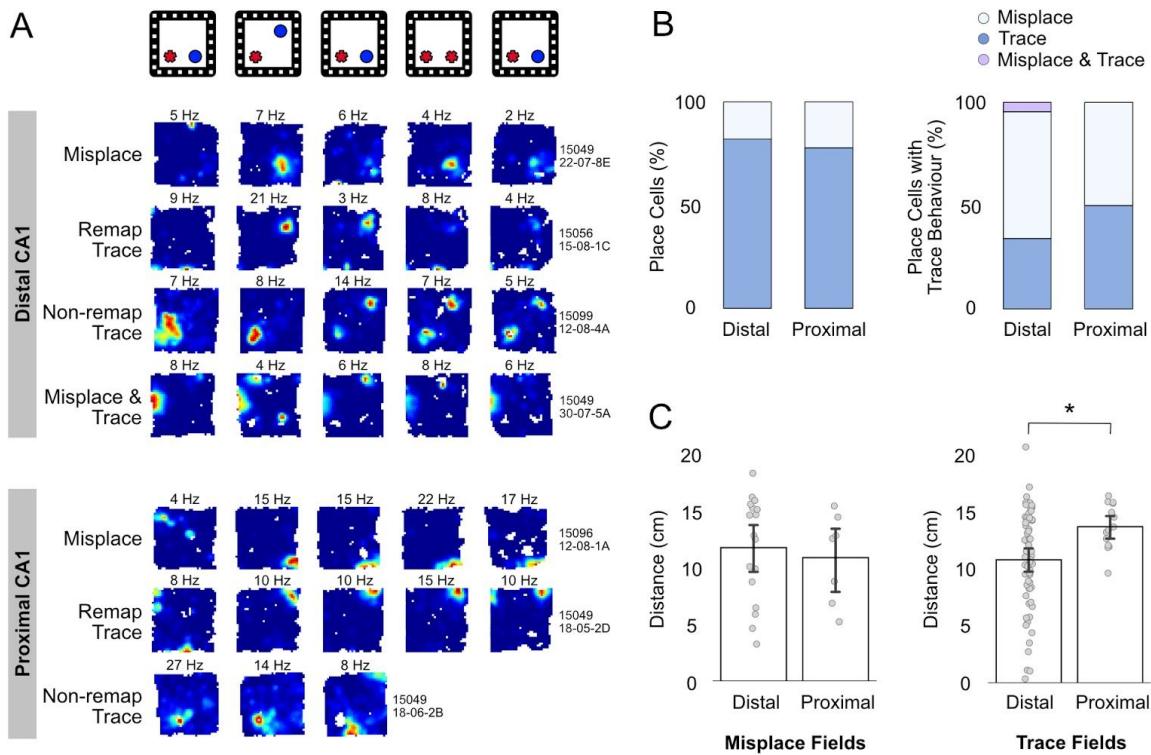 A
Distal CA1
Misplace
5 Hz 7 Hz 6 Hz 4 Hz 2 Hz
15049
22-07-8E
Remap
Trace
9 Hz 21 Hz 3 Hz 8 Hz 4 Hz
15056
15-08-1C
Non-remap
Trace
7 Hz 8 Hz 14 Hz 7 Hz 5 Hz
15099
12-08-4A
Misplace &
Trace
8 Hz 4 Hz 6 Hz 8 Hz 6 Hz
15049
30-07-5A
Proximal CA1
Misplace
4 Hz 15 Hz 15 Hz 22 Hz 17 Hz
15096
12-08-1A
Remap
Trace
8 Hz 10 Hz 10 Hz 15 Hz 10 Hz
15049
18-05-2D
Non-remap
Trace
27 Hz 14 Hz 8 Hz
15049
18-06-2B
B
Misplace
Trace
Misplace & Trace
Place Cells (%)
100
50
0
Distal Proximal
Place Cells with
Trace Behaviour (%)
100
50
0
Distal Proximal
C
Distance (cm)
20
15
10
5
0
Distal Proximal
Misplace Fields
*
Distance (cm)
20
15
10
5
0
Distal Proximal
Trace Fields